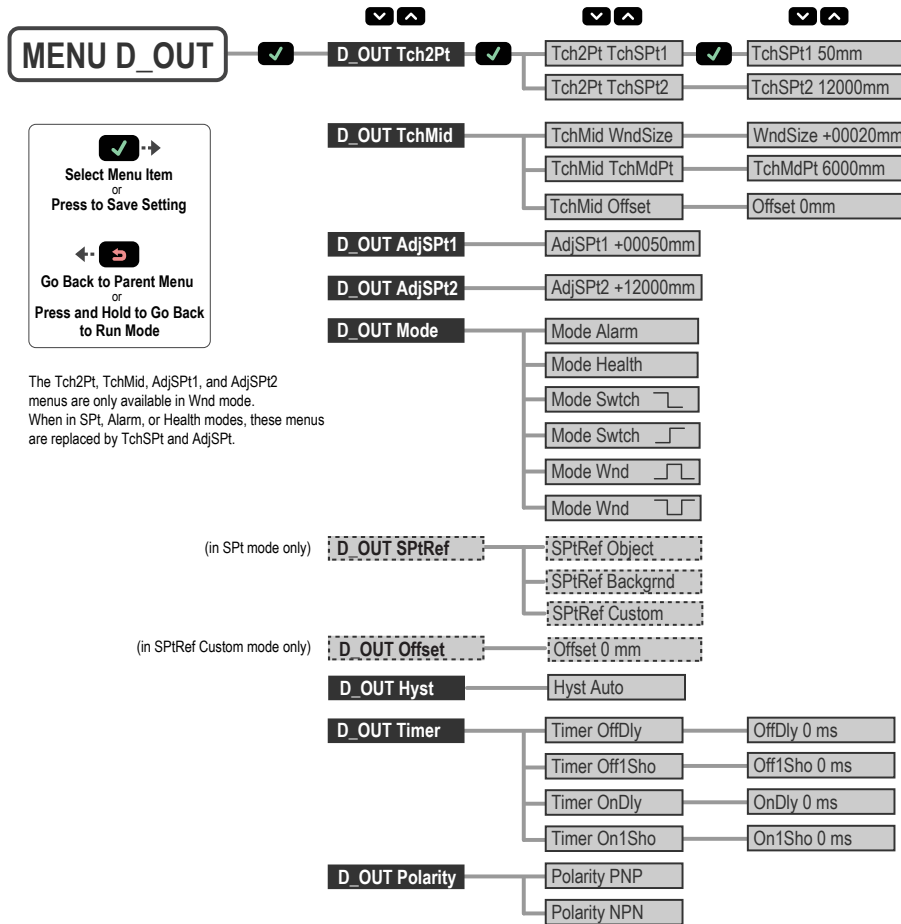 MENU D_OUT
D_OUT Tch2Pt
Tch2Pt TchSPt1
TchSPt1 50mm
Tch2Pt TchSPt2
TchSPt2 12000mm
Select Menu Item
or
Press to Save Setting
Go Back to Parent Menu
or
Press and Hold to Go Back
to Run Mode
The Tch2Pt, TchMid, AdjSPt1, and AdjSPt2
menus are only available in Wnd mode.
When in SPt, Alarm, or Health modes, these menus
are replaced by TchSPt and AdjSPt.
D_OUT TchMid
TchMid WndSize
WndSize +00020mm
TchMid TchMdPt
TchMdPt 6000mm
TchMid Offset
Offset 0mm
D_OUT AdjSPt1
AdjSPt1 +00050mm
D_OUT AdjSPt2
AdjSPt2 +12000mm
D_OUT Mode
Mode Alarm
Mode Health
Mode Swtch
Mode Swtch
Mode Wnd
Mode Wnd
(in SPt mode only)
D_OUT SPtRef
SPtRef Object
SPtRef Backgrnd
SPtRef Custom
(in SPtRef Custom mode only)
D_OUT Offset
Offset 0 mm
D_OUT Hyst
Hyst Auto
D_OUT Timer
Timer OffDly
OffDly 0 ms
Timer Off1Sho
Off1Sho 0 ms
Timer OnDly
OnDly 0 ms
Timer On1Sho
On1Sho 0 ms
D_OUT Polarity
Polarity PNP
Polarity NPN